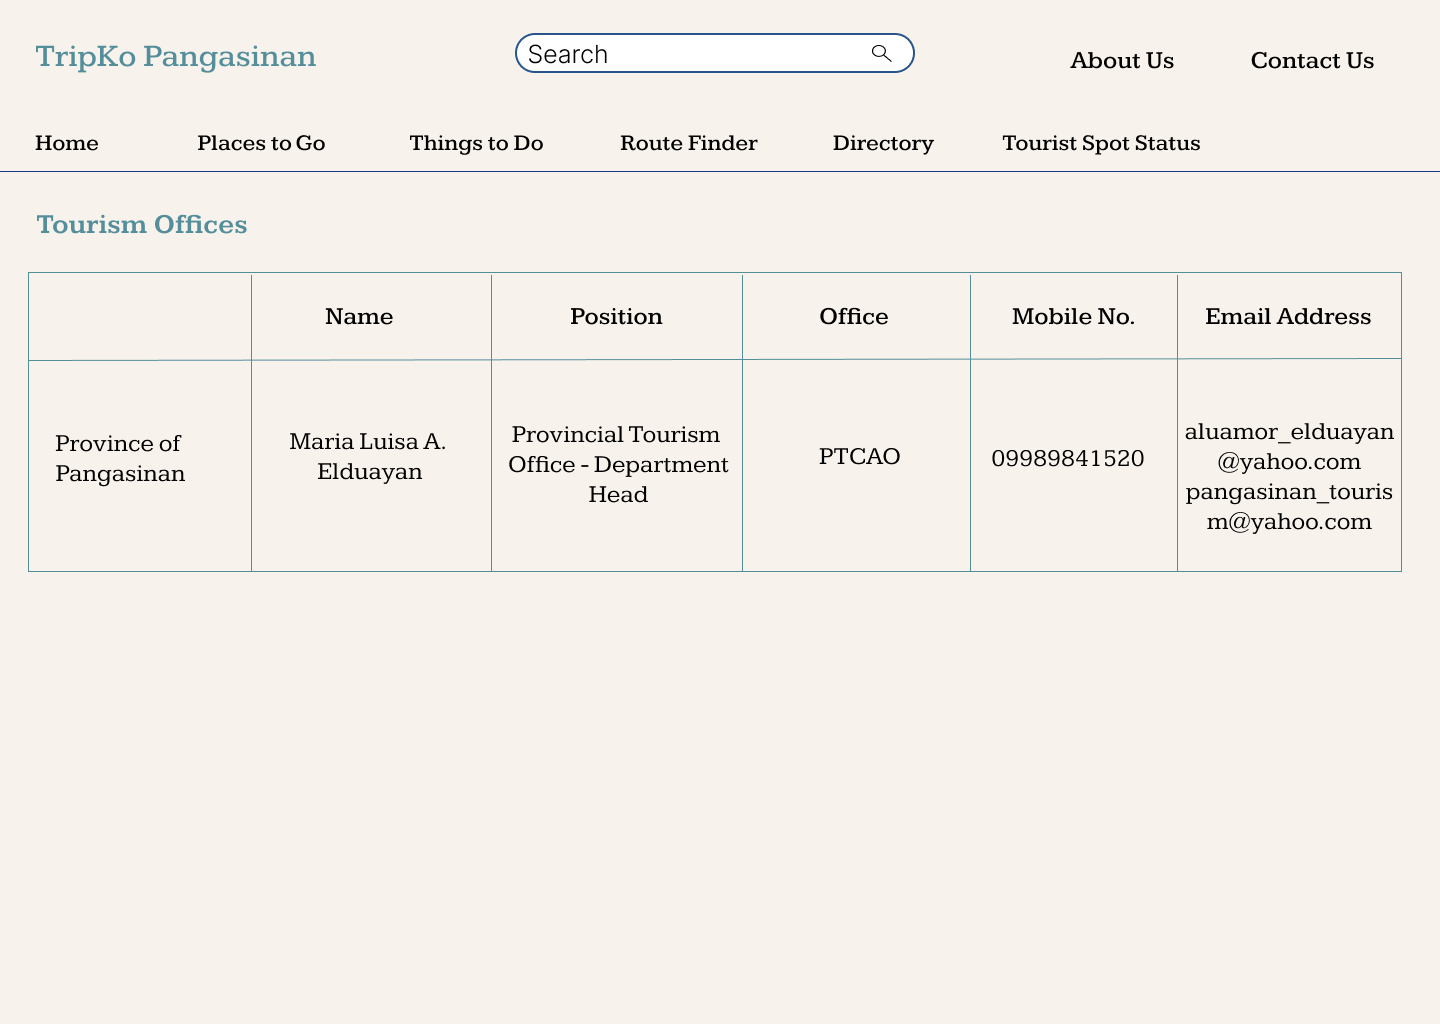 TripKo Pangasinan
Search
About Us
Contact Us
Home
Places to Go
Things to Do
Route Finder
Directory
Tourist Spot Status
Tourism Offices
Name
Position
Office
Mobile No.
Email Address
Province of
Pangasinan
Maria Luisa A.
Elduayan
Provincial Tourism
Office - Department
Head
PTCAO
09989841520
aluamor_elduayan
@yahoo.com
pangasinan_touris
m@yahoo.com